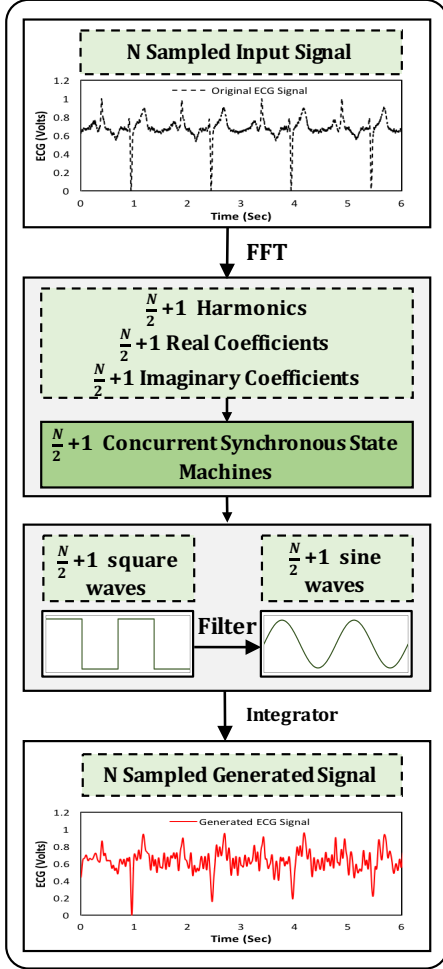 N Sampled Input Signal
1.2
1
0.8
0.6
0.4
0.2
0
ECG (Volts)
Original ECG Signal
0 1 2 3 4 5 6
Time (Sec)
FFT
N/2 +1 Harmonics
N/2 +1 Real Coefficients
N/2 +1 Imaginary Coefficients
N/2 +1 Concurrent Synchronous State
Machines
N/2 +1 square
waves
N/2 +1 sine
waves
Filter
Integrator
N Sampled Generated Signal
1.2
1
0.8
0.6
0.4
0.2
0
ECG (Volts)
Generated ECG Signal
0 1 2 3 4 5 6
Time (Sec)